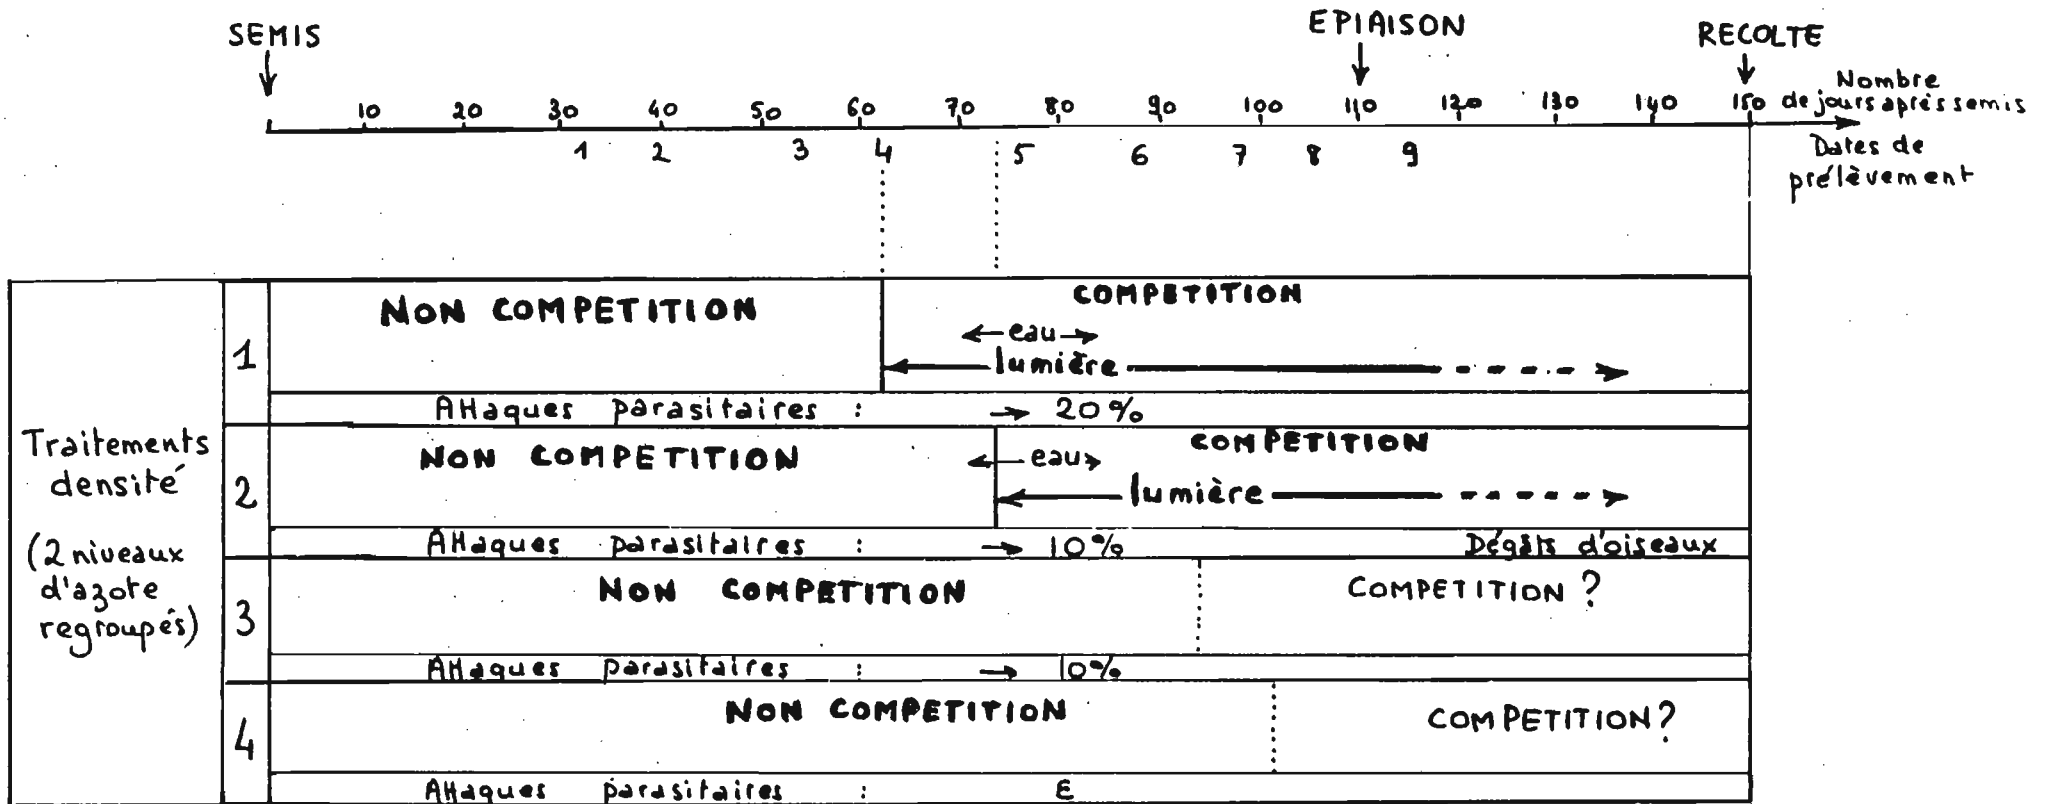 SEMIS
EPIAISON
RECOLTE
10 20 30 40 50 60 70 80 90 100 110 120 130 140 150
Nombre
de jours après semis
1 2 3 4 5 6 7 8 9
Dates de
prélèvement
NON COMPETITION
COMPETITION
eau
lumière
1
Attaques parasitaires : → 20%
Traitements
densité
(2 niveaux
d'azote
regroupés)
NON COMPETITION
COMPETITION
eau
lumière
2
Attaques parasitaires : → 10%
Dégâts d'oiseaux
NON COMPETITION
COMPETITION ?
3
Attaques parasitaires : → 10%
NON COMPETITION
COMPETITION ?
4
Attaques parasitaires : E